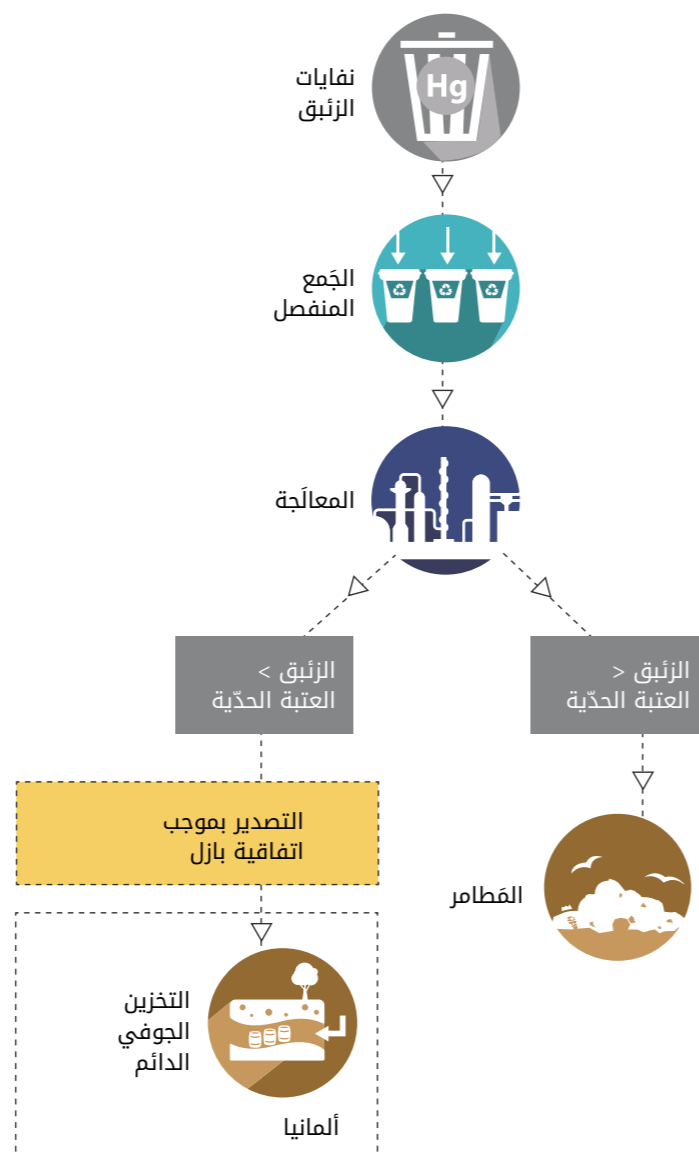 Hg
نفايات
الزئبق
الجَمع
المنفصل
المعالَجة
الزئبق >
العتبة الحدّية
الزئبق <
العتبة الحدّية
التصدير بموجب
اتفاقية بازل
المَطامر
التخزين
الجوفي
الدائم
ألمانيا